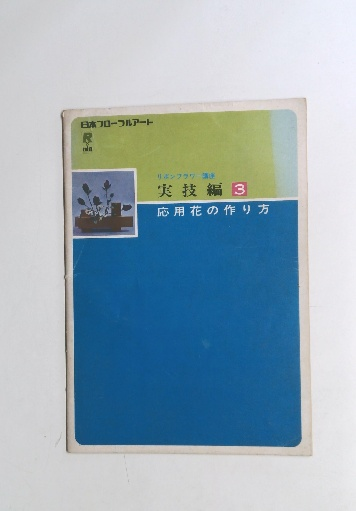 日本フローラルアート
R
リボンフラワー講座
実技編 3
応用花の作り方